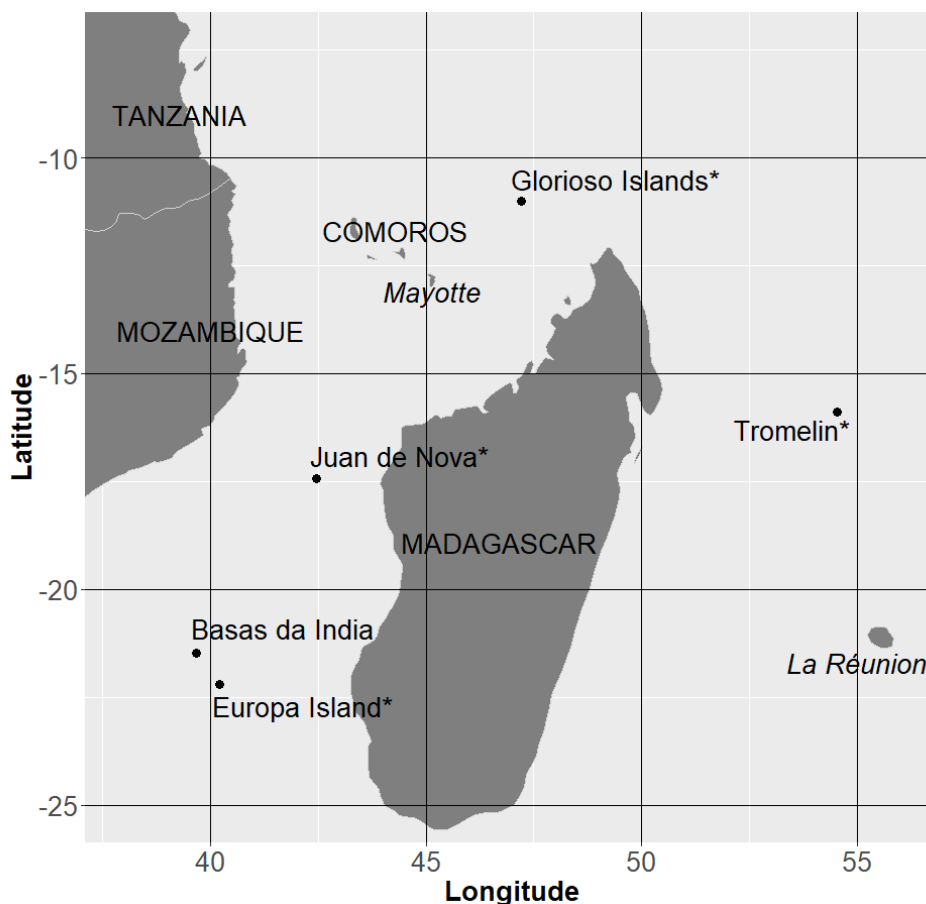 TANZANIA
-10
Glorioso Islands*
COMOROS
Mayotte
MOZAMBIQUE
-15
Latitude
Tromelin*
Juan de Nova*
MADAGASCAR
-20
Basas da India
La Réunion
Europa Island*
-25
40 45 50 55
Longitude